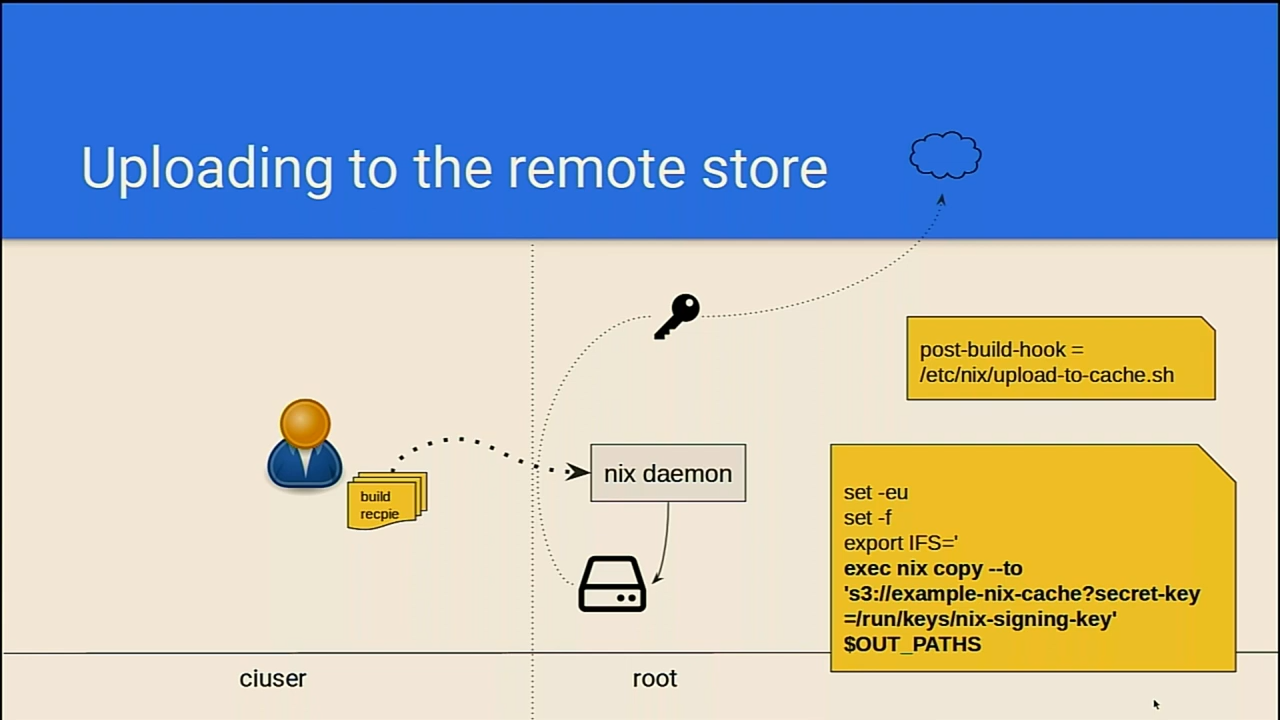 Uploading to the remote store
post-build-hook =
/etc/nix/upload-to-cache.sh
build
recpie
nix daemon
set -eu
set -f
export IFS='
exec nix copy --to
's3://example-nix-cache?secret-key
=/run/keys/nix-signing-key'
$OUT_PATHS
ciuser
root